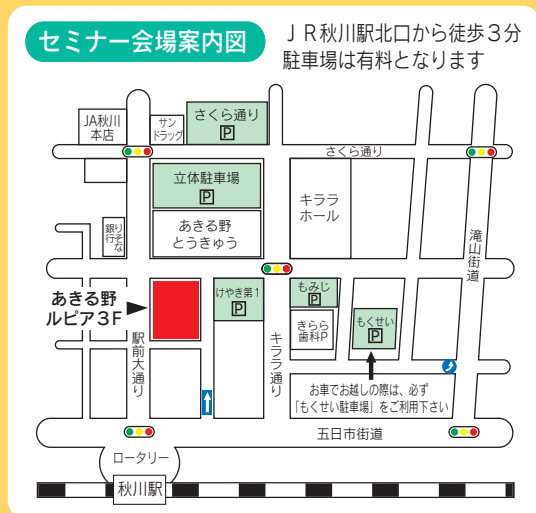 セミナー会場案内図
ＪＲ秋川駅北口から徒歩３分
駐車場は有料となります
JA秋川
本店
サン
ドラッグ
さくら通り
P
さくら通り
立体駐車場
P
あきる野
とうきゅう
キララ
ホール
りそな
銀行
滝山街道
あきる野
ルピア３F
けやき第１
P
もみじ
P
きらら
歯科P
もくせい
P
駅前大通り
キララ通り
お車でお越しの際は、必ず
「もくせい駐車場」をご利用下さい
五日市街道
ロータリー
秋川駅